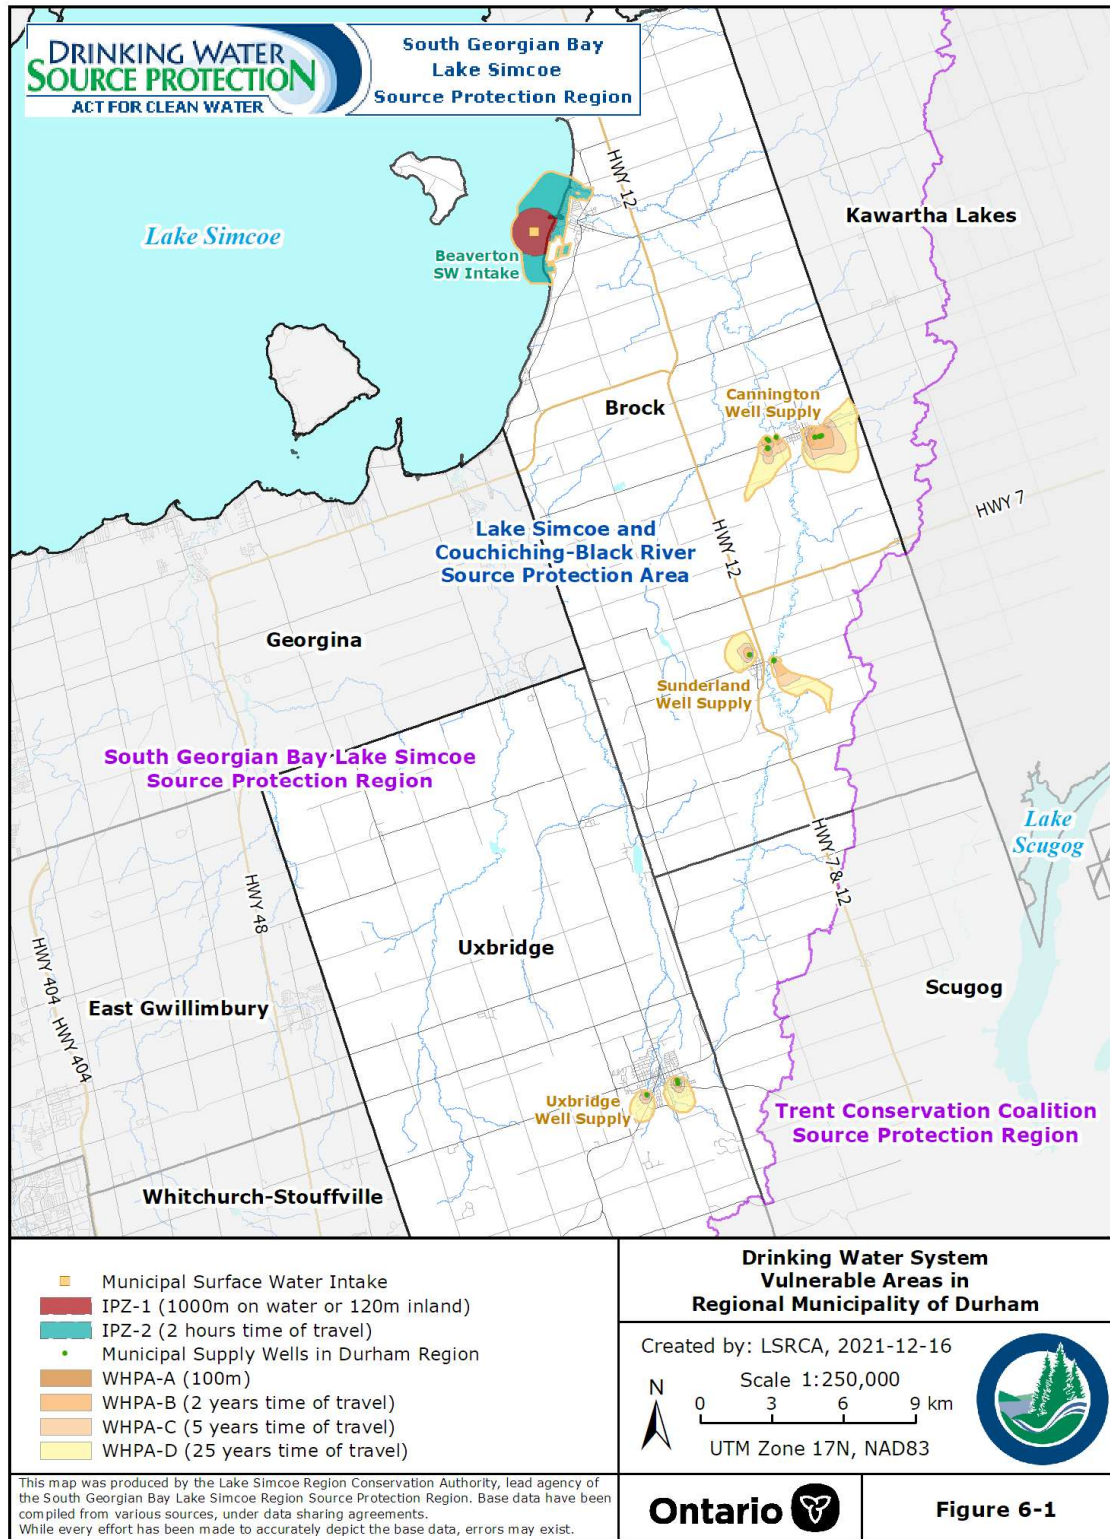 DRINKING WATER
SOURCE PROTECTION
ACT FOR CLEAN WATER
South Georgian Bay
Lake Simcoe
Source Protection Region
HWY 12
Kawartha Lakes
Lake Simcoe
Beaverton
SW Intake
Cannington
Well Supply
Brock
HWY 7
Lake Simcoe and
Couchiching-Black River
Source Protection Area
HWY 12
Georgina
Sunderland
Well Supply
South Georgian Bay Lake Simcoe
Source Protection Region
Lake
Scugog
HWY 7 & 12
HWY 48
Uxbridge
HWY 404
Scugog
East Gwillimbury
HWY 404
Uxbridge
Well Supply
Trent Conservation Coalition
Source Protection Region
Whitchurch-Stouffville
Municipal Surface Water Intake
IPZ-1 (1000m on water or 120m inland)
IPZ-2 (2 hours time of travel)
Municipal Supply Wells in Durham Region
WHPA-A (100m)
WHPA-B (2 years time of travel)
WHPA-C (5 years time of travel)
WHPA-D (25 years time of travel)
Drinking Water System
Vulnerable Areas in
Regional Municipality of Durham
Created by: LSRCA, 2021-12-16
N
Scale 1:250,000
0 3 6 9 km
UTM Zone 17N, NAD83
This map was produced by the Lake Simcoe Region Conservation Authority, lead agency of
the South Georgian Bay Lake Simcoe Region Source Protection Region. Base data have been
compiled from various sources, under data sharing agreements.
While every effort has been made to accurately depict the base data, errors may exist.
Ontario
Figure 6-1